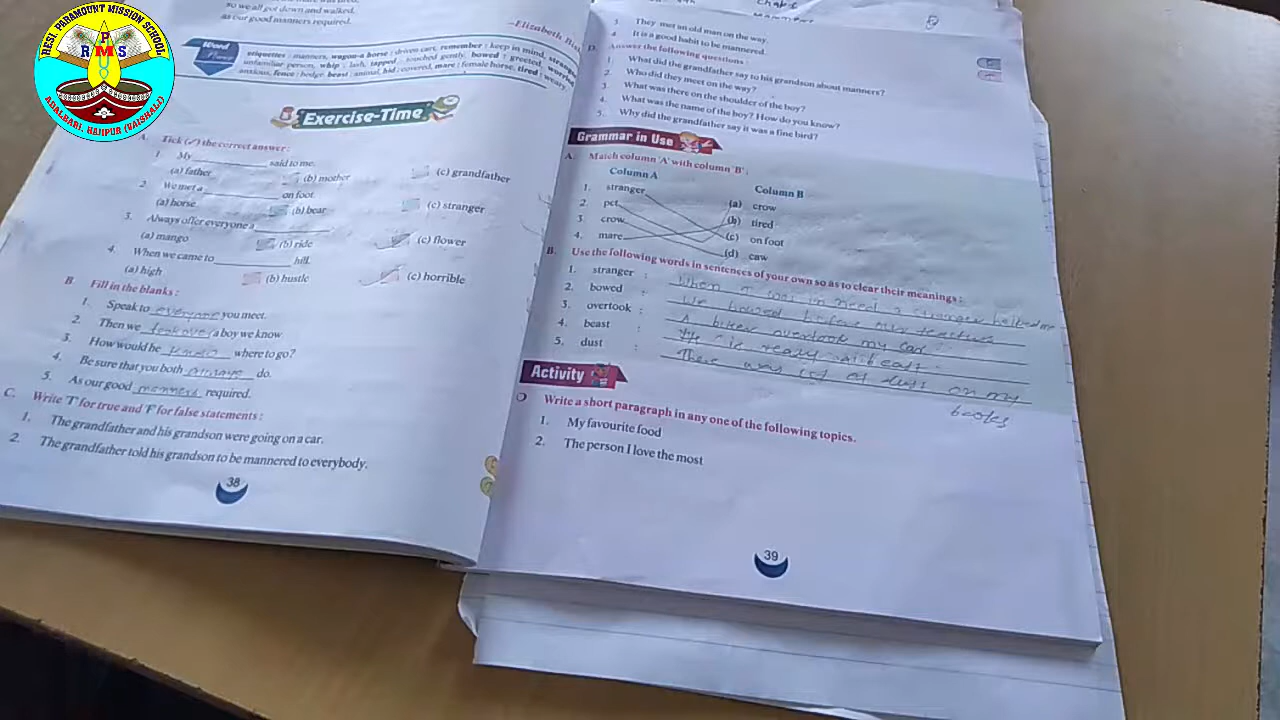 RESI PARAMOUNT MISSION SCHOOL
R P M S
ADALBARI, HAJIPUR (VAISHALI)
so we all got down and walked,
as our good manners required.
–Elizabeth
Word
etiquettes : manners, wagon-a horse : driven cart, remember : keep in mind, stranger
unfamiliar person, whip : lash, tapped : touched gently, bowed : greeted, worried
anxious, fence : hedge, beast : animal, hid : covered, mare : female horse, tired : weary.
Exercise-Time
A. Tick (✓) the correct answer :
1. My __________ said to me.
(a) father (b) mother (c) grandfather
2. We met a __________ on foot.
(a) horse (b) bear (c) stranger
3. Always offer everyone a __________
(a) mango (b) ride (c) flower
4. When we came to __________ hill.
(a) high (b) hustle (c) horrible
B Fill in the blanks :
1. Speak to everyone you meet.
2. Then we a boy we know.
3. How would be where to go?
4. Be sure that you both always do.
5. As our good required.
C. Write 'T' for true and 'F' for false statements :
1. The grandfather and his grandson were going on a car.
2. The grandfather told his grandson to be mannered to everybody.
38
3. They met an old man on the way.
4. It is a good habit to be mannered.
D. Answer the following questions :
1. What did the grandfather say to his grandson about manners?
2. Who did they meet on the way?
3. What was there on the shoulder of the boy?
4. What was the name of the boy? How do you know?
5. Why did the grandfather say it was a fine bird?
Grammar in Use
A. Match column 'A' with column 'B' :
Column A Column B
1. stranger (a) crow
2. pet (b) tired
3. crow (c) on foot
4. mare (d) caw
B. Use the following words in sentences of your own so as to clear their meanings :
1. stranger : When I was in need a stranger helped me
2. bowed : We bowed before our teachers
3. overtook : A biker overtook my car.
4. beast : He is really a beast.
5. dust : There was lot of dust on my
books
Activity
Write a short paragraph in any one of the following topics.
1. My favourite food
2. The person I love the most
39